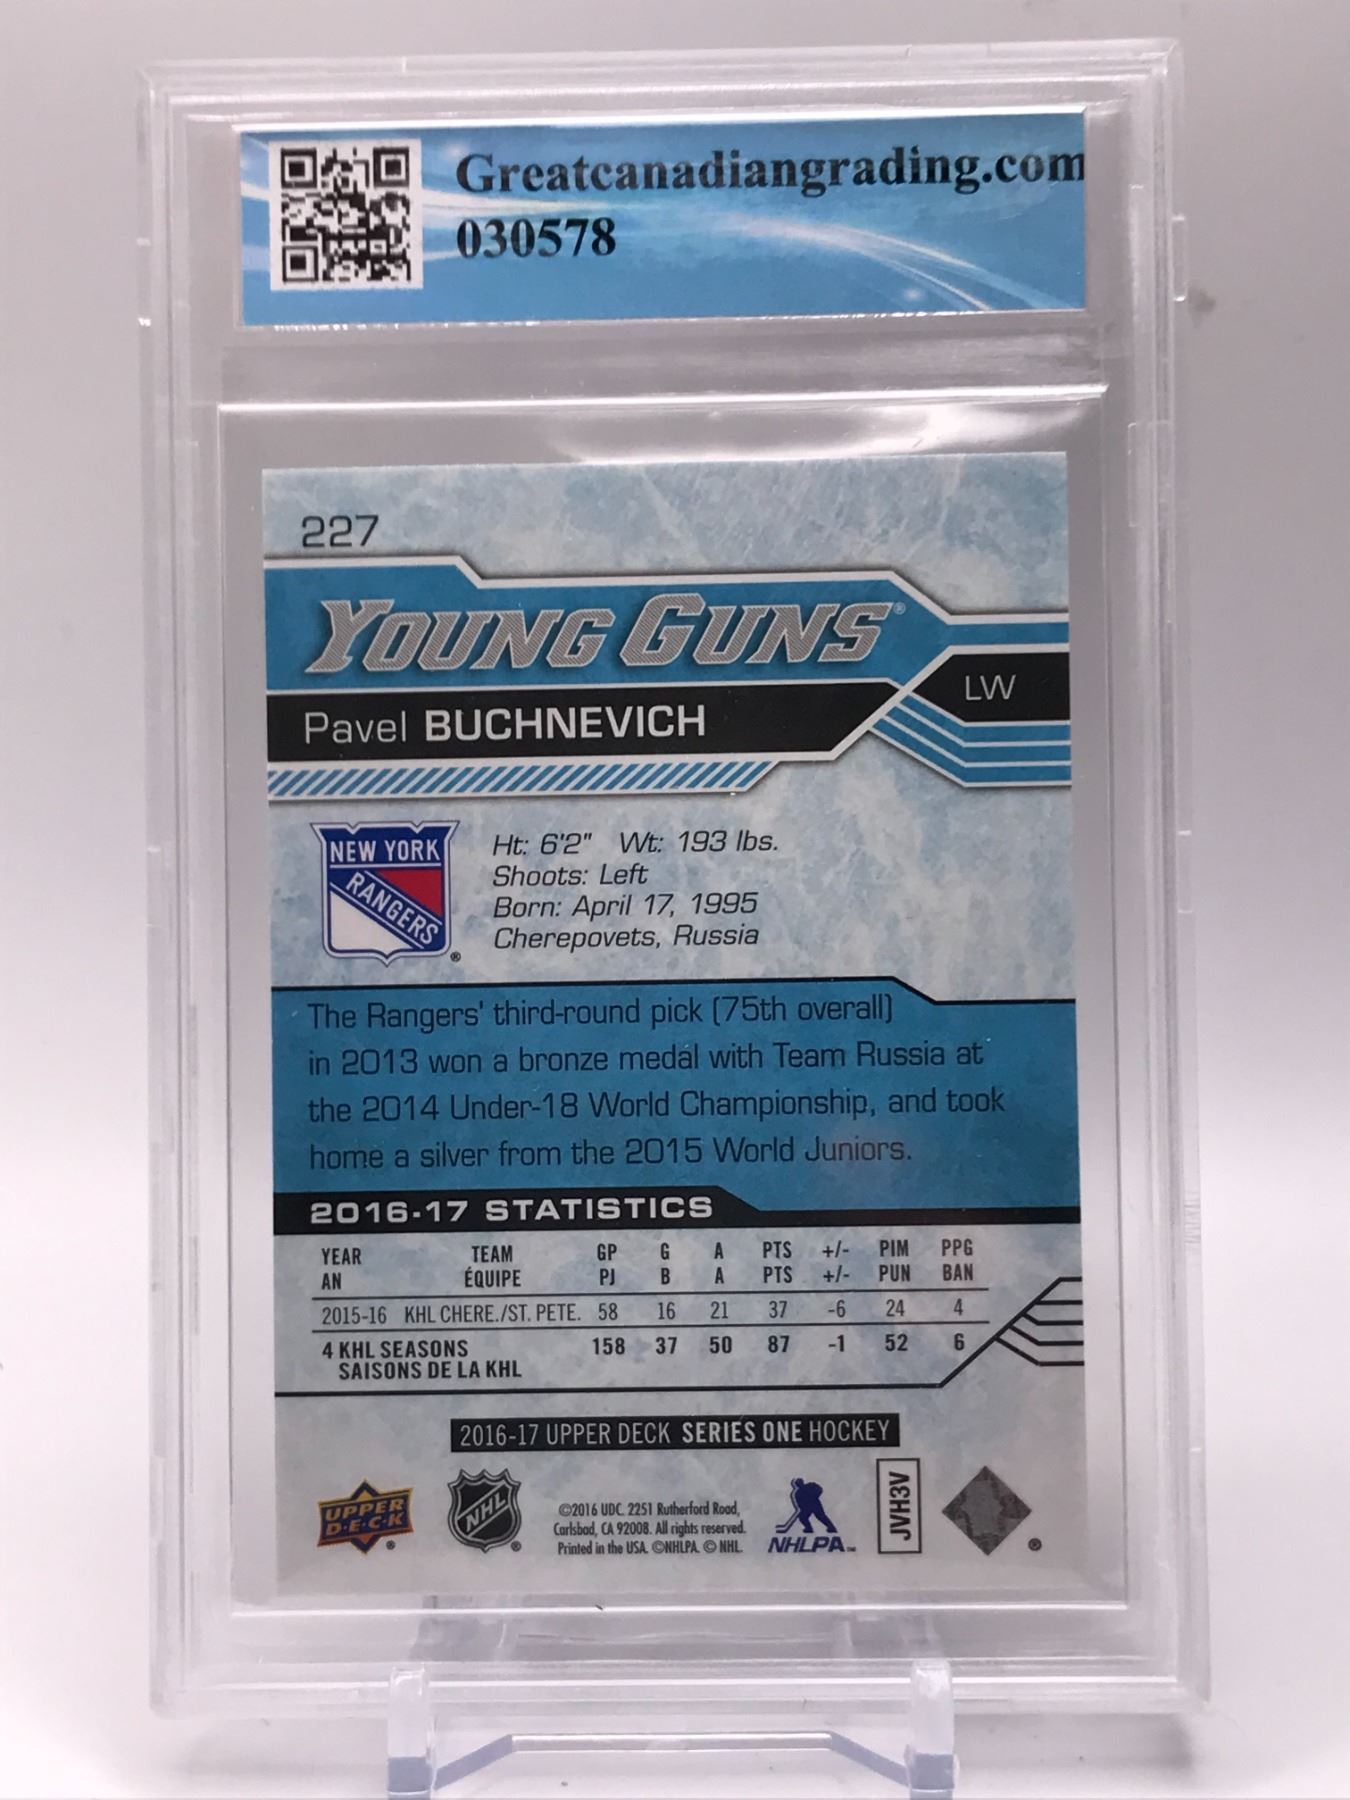 Greatcanadiangrading.com
030578
227
YOUNG GUNS®
LW
Pavel BUCHNEVICH
NEW YORK
RANGERS
®
Ht: 6'2" Wt: 193 lbs.
Shoots: Left
Born: April 17, 1995
Cherepovets, Russia
The Rangers' third-round pick (75th overall)
in 2013 won a bronze medal with Team Russia at
the 2014 Under-18 World Championship, and took
home a silver from the 2015 World Juniors.
2016-17 STATISTICS
YEAR TEAM GP G A PTS +/- PIM PPG
AN ÉQUIPE PJ B A PTS +/- PUN BAN
2015-16 KHL CHERE./ST. PETE. 58 16 21 37 -6 24 4
4 KHL SEASONS 158 37 50 87 -1 52 6
SAISONS DE LA KHL
2016-17 UPPER DECK SERIES ONE HOCKEY
UPPER
D·E·C·K
®
NHL
®
©2016 UDC. 2251 Rutherford Road,
Carlsbad, CA 92008. All rights reserved.
Printed in the USA. ©NHLPA. © NHL.
NHLPA™
JVH3V
®